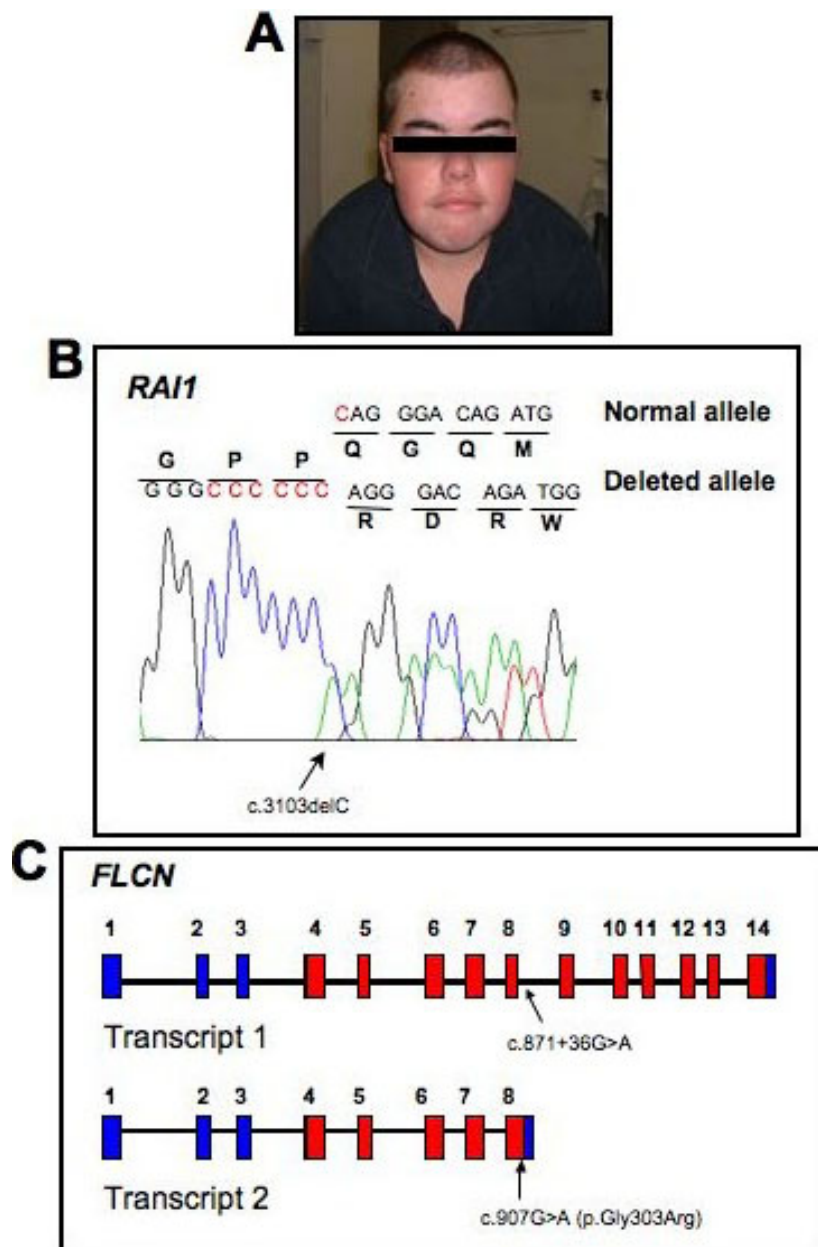 A
B
RAI1
CAG GGA CAG ATG Normal allele
Q G Q M
G P P
GGG CCC CCC AGG GAC AGA TGG Deleted allele
R D R W
c.3103delC
C
FLCN
1 2 3 4 5 6 7 8 9 10 11 12 13 14
Transcript 1
c.871+36G>A
1 2 3 4 5 6 7 8
Transcript 2
c.907G>A (p.Gly303Arg)